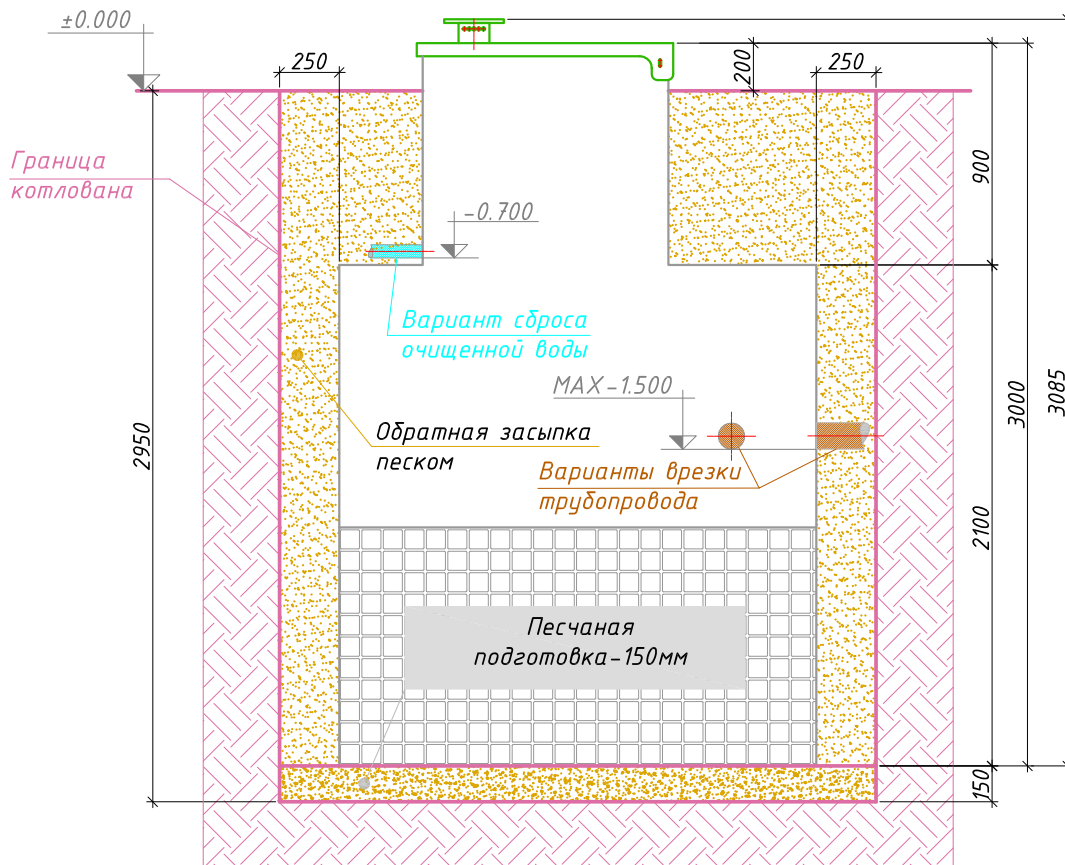 ±0.000
250
200
250
Граница
котлована
900
-0.700
Вариант сброса
очищенной воды
MAX-1.500
3000
3085
2950
Обратная засыпка
песком
Варианты врезки
трубопровода
2100
Песчаная
подготовка-150мм
150